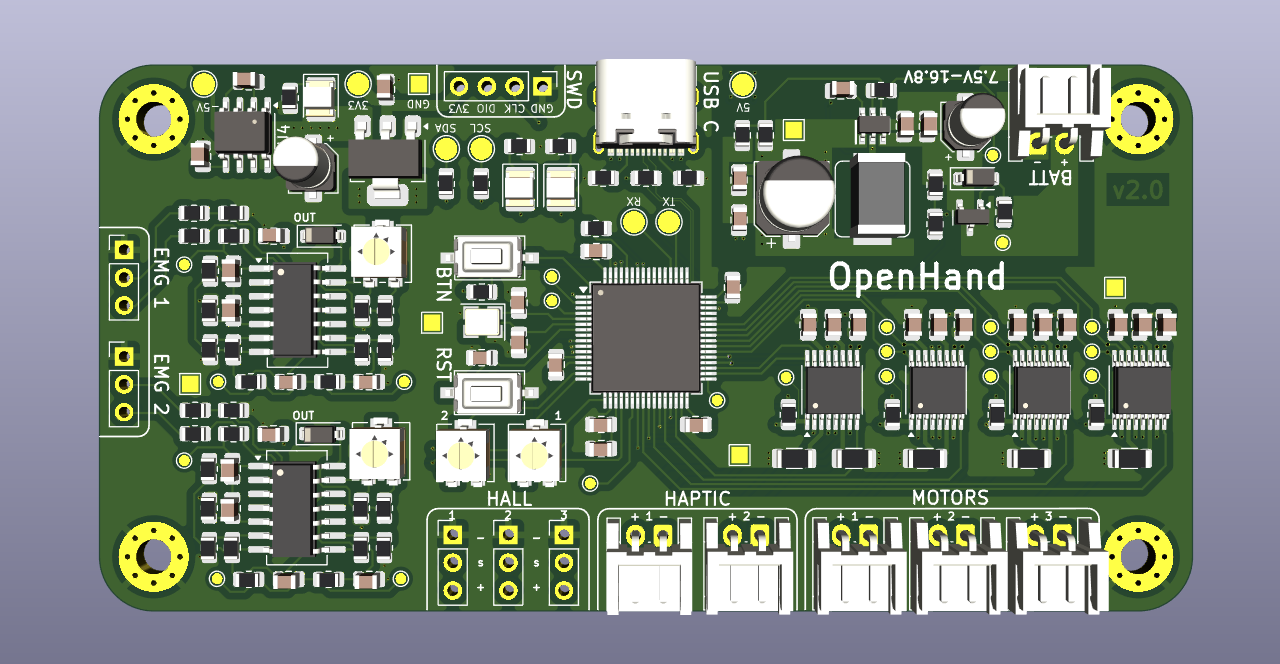 7.5V-16.8V
-5V
3V3
GND
3V3 DIO CLK GND
SWD
USB C
5V
SDA
SCL
- +
BATT
v2.0
RX
TX
OUT
EMG 1
BTN
OpenHand
EMG 2
RST
OUT
2
1
HALL
HAPTIC
MOTORS
1 2 3
+ 1 -
+ 2 -
+ 1 -
+ 2 -
+ 3 -
- -
s s
+ +